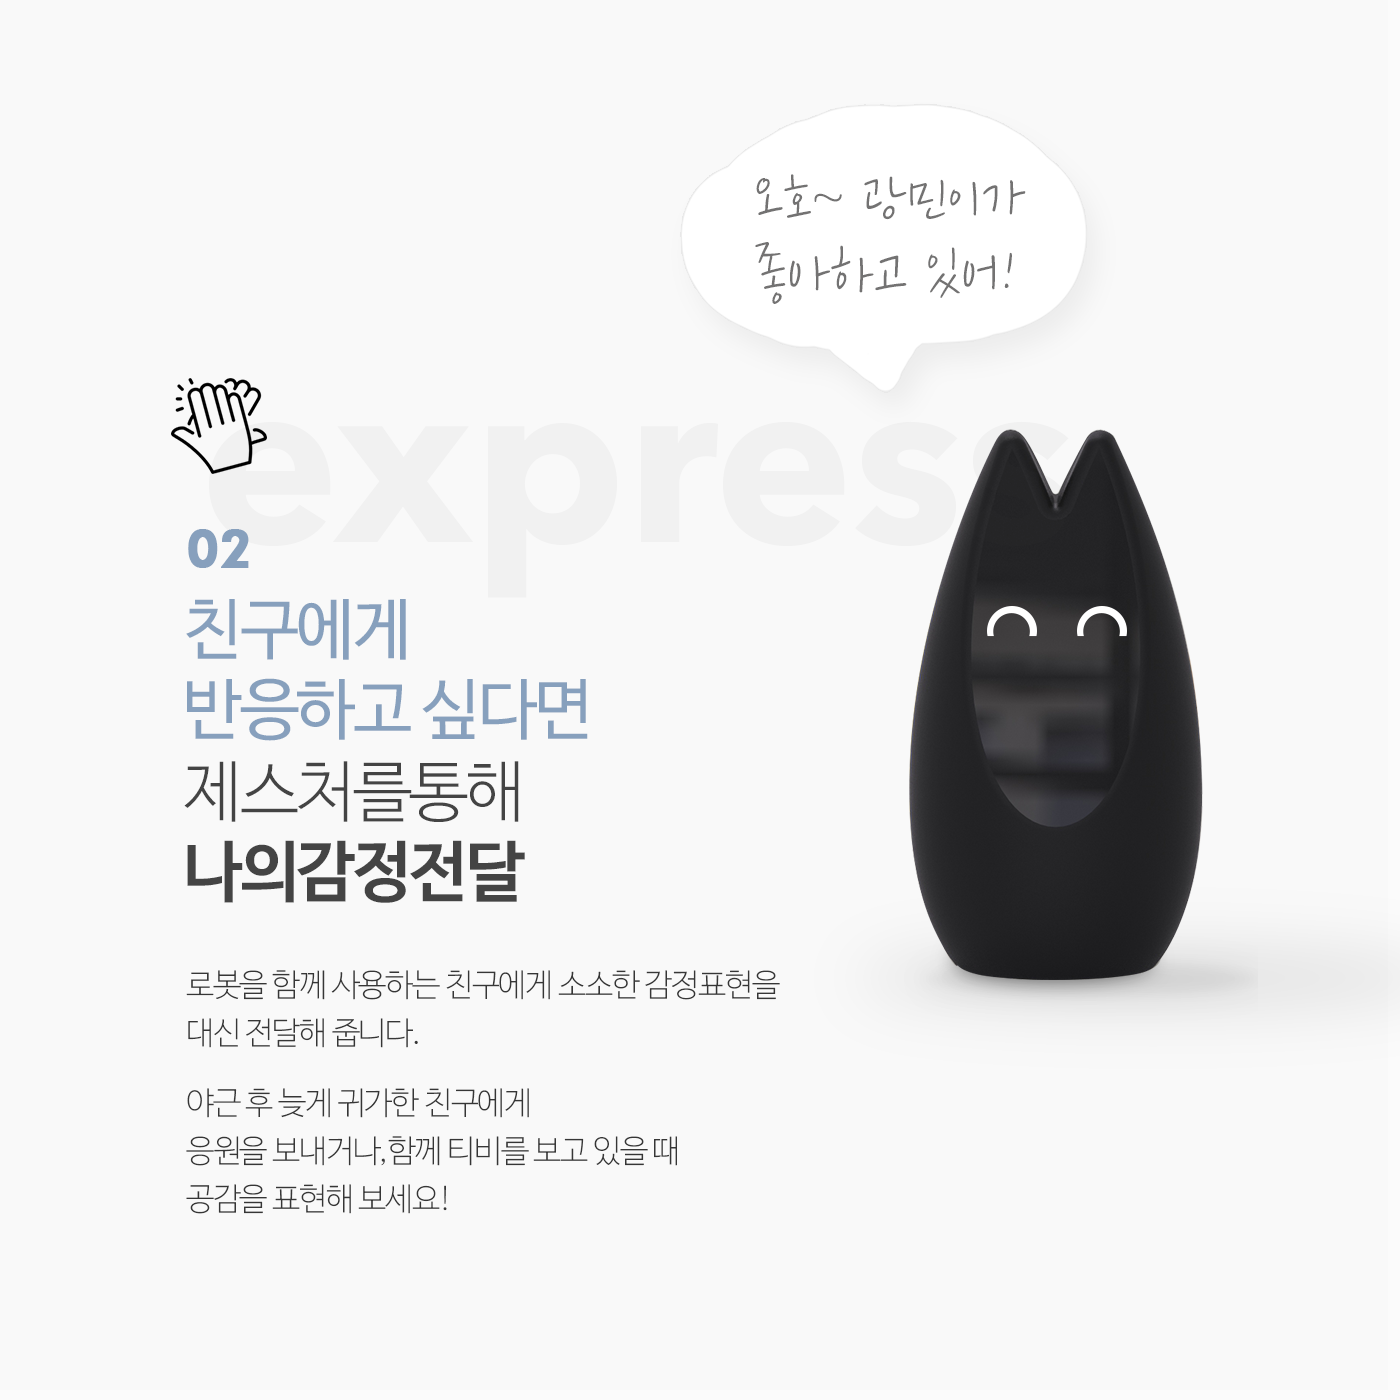 오호~ 광민이가
좋아하고 있어!
express
02
친구에게
반응하고 싶다면
제스처를통해
나의감정전달
로봇을 함께 사용하는 친구에게 소소한 감정표현을
대신 전달해 줍니다.
야근 후 늦게 귀가한 친구에게
응원을 보내거나,함께 티비를 보고 있을 때
공감을 표현해 보세요!